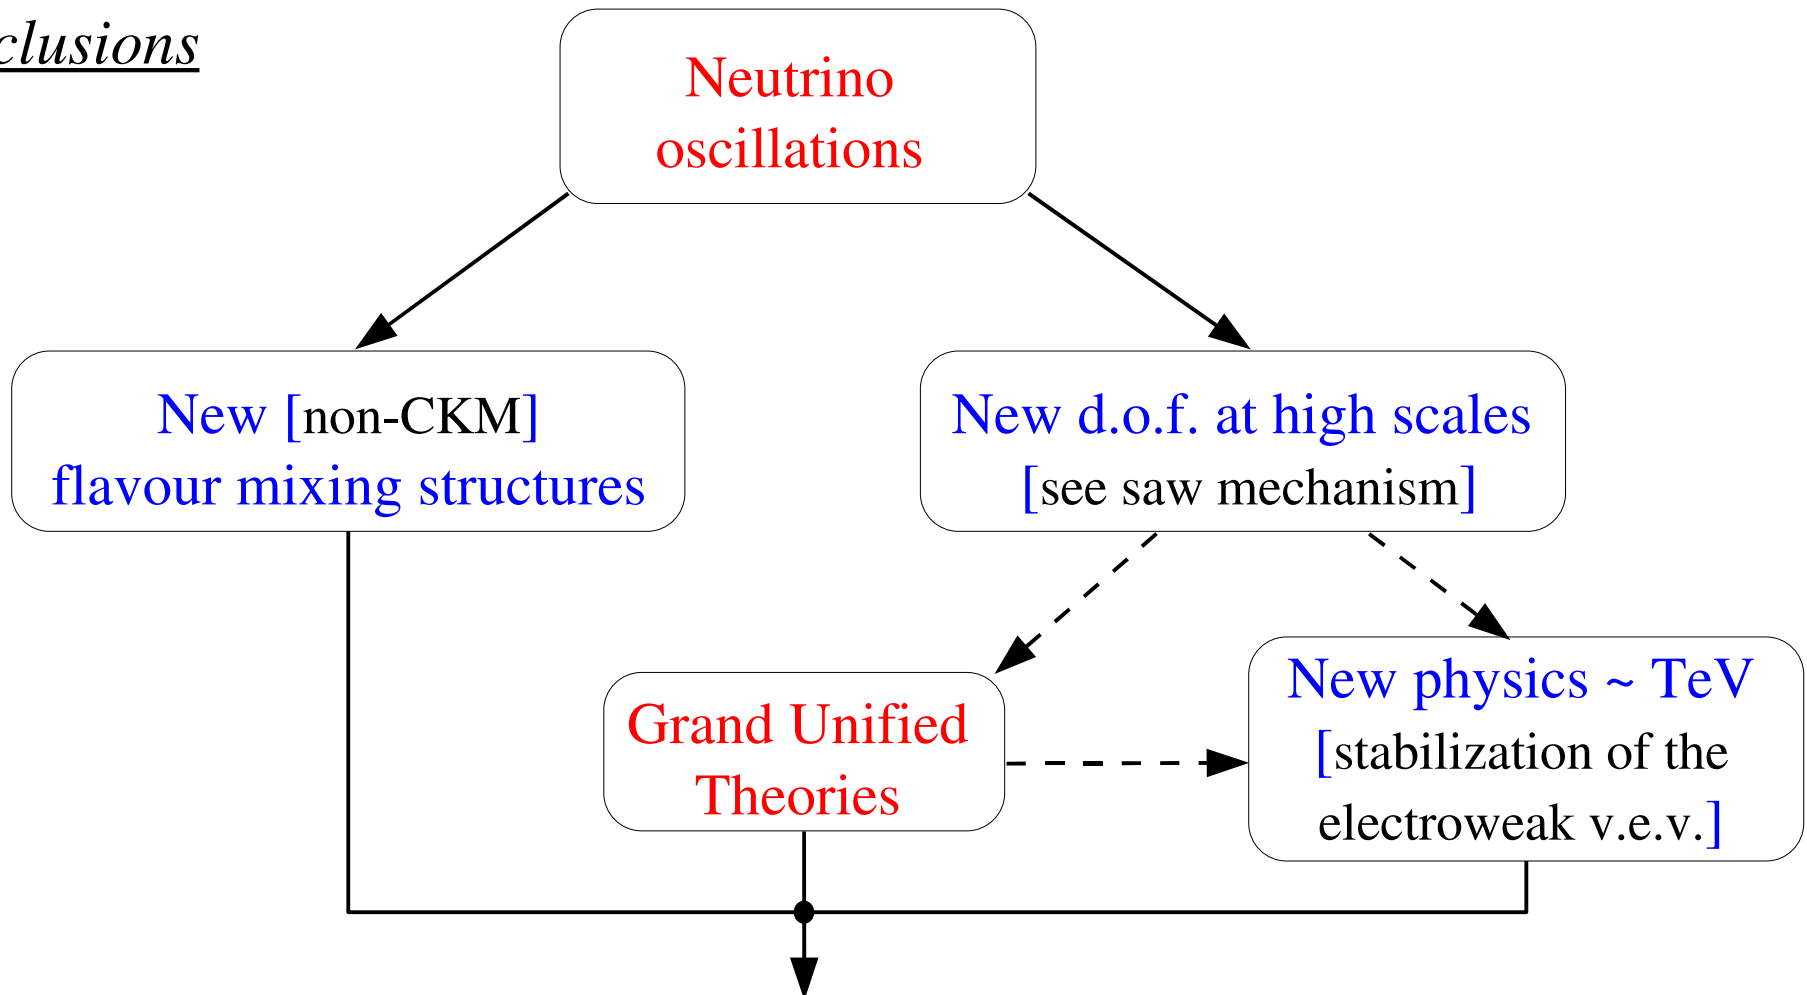 clusions
Neutrino
oscillations
New [non-CKM]
flavour mixing structures
New d.o.f. at high scales
[see saw mechanism]
Grand Unified
Theories
New physics ~ TeV
[stabilization of the
electroweak v.e.v.]